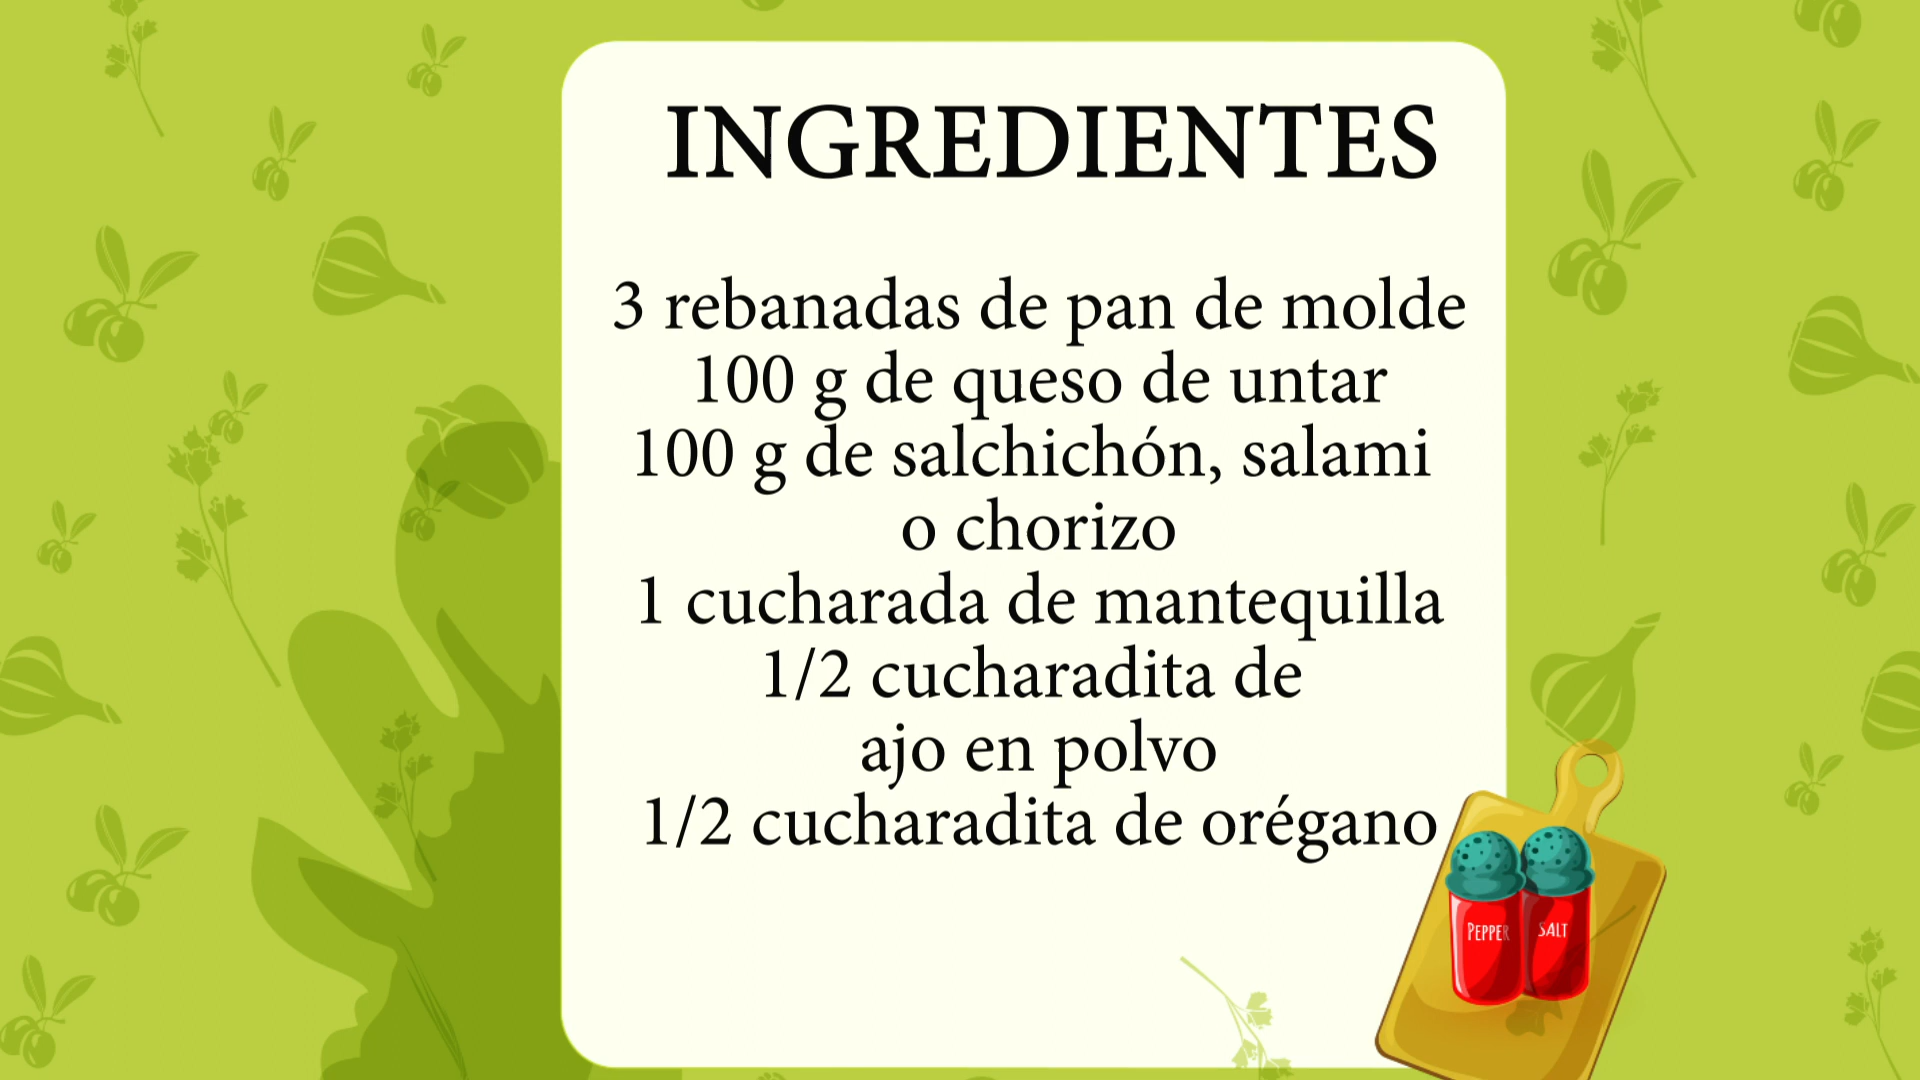 INGREDIENTES
3 rebanadas de pan de molde
100 g de queso de untar
100 g de salchichón, salami
o chorizo
1 cucharada de mantequilla
1/2 cucharadita de
ajo en polvo
1/2 cucharadita de orégano
PEPPER
SALT